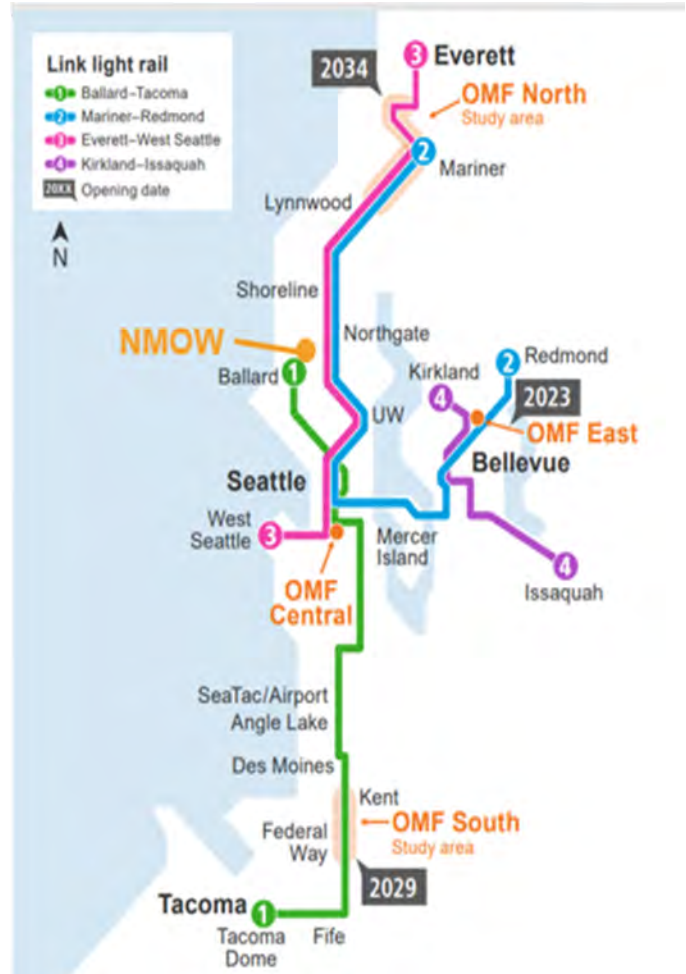 Link light rail
1 Ballard–Tacoma
2 Mariner–Redmond
3 Everett–West Seattle
4 Kirkland–Issaquah
20XX Opening date
N
2034
3 Everett
OMF North
Study area
2
Mariner
Lynnwood
Shoreline
Northgate
NMOW
Ballard 1
Kirkland
4
2 Redmond
2023
UW
OMF East
Bellevue
Seattle
West
Seattle
3
Mercer
Island
4
Issaquah
OMF
Central
SeaTac/Airport
Angle Lake
Des Moines
Kent
OMF South
Study area
Federal
Way
2029
Tacoma 1
Tacoma
Dome
Fife